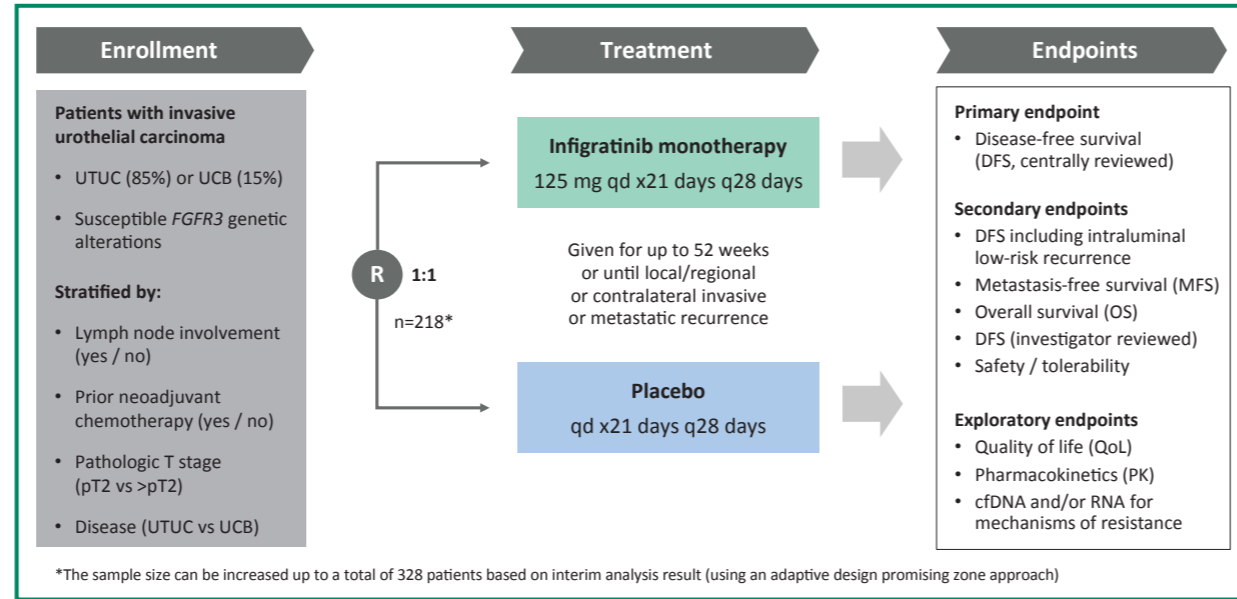 Enrollment
Patients with invasive
urothelial carcinoma
• UTUC (85%) or UCB (15%)
• Susceptible FGFR3 genetic
alterations
Stratified by:
• Lymph node involvement
(yes / no)
• Prior neoadjuvant
chemotherapy (yes / no)
• Pathologic T stage
(pT2 vs >pT2)
• Disease (UTUC vs UCB)
R 1:1
n=218*
Treatment
Infigratinib monotherapy
125 mg qd x21 days q28 days
Given for up to 52 weeks
or until local/regional
or contralateral invasive
or metastatic recurrence
Placebo
qd x21 days q28 days
Endpoints
Primary endpoint
• Disease-free survival
(DFS, centrally reviewed)
Secondary endpoints
• DFS including intraluminal
low-risk recurrence
• Metastasis-free survival (MFS)
• Overall survival (OS)
• DFS (investigator reviewed)
• Safety / tolerability
Exploratory endpoints
• Quality of life (QoL)
• Pharmacokinetics (PK)
• cfDNA and/or RNA for
mechanisms of resistance
*The sample size can be increased up to a total of 328 patients based on interim analysis result (using an adaptive design promising zone approach)